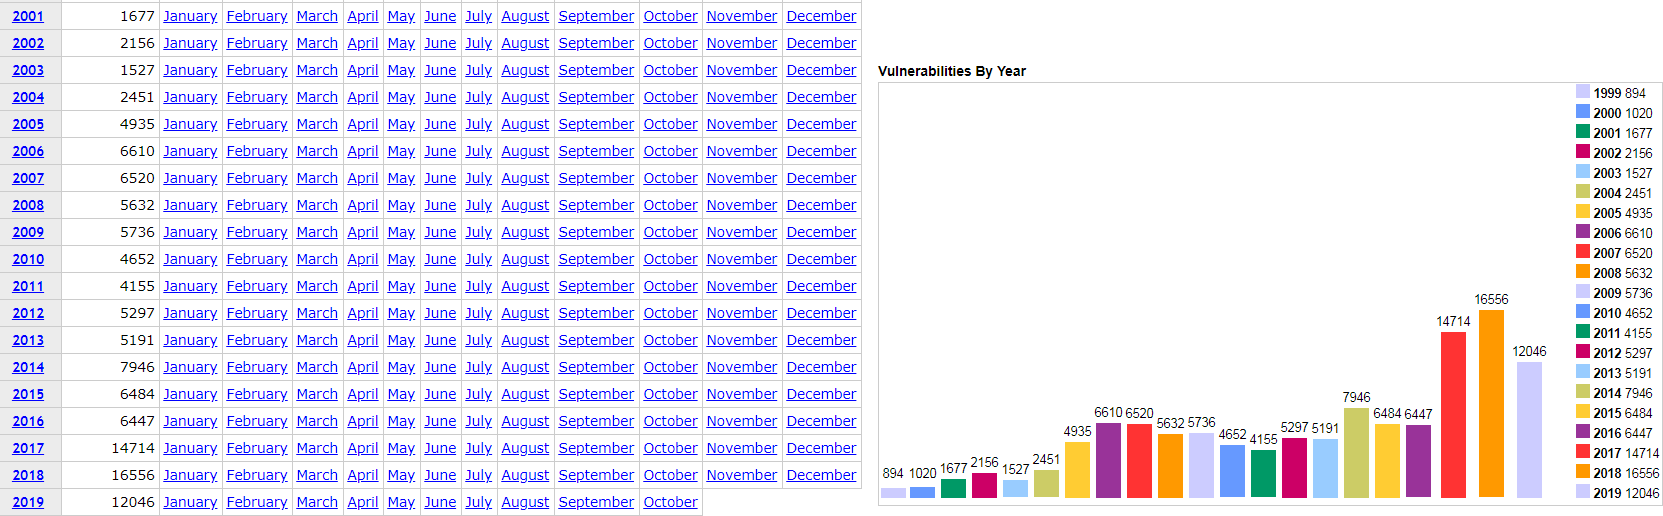 2001 1677 January February March April May June July August September October November December
2002 2156 January February March April May June July August September October November December
2003 1527 January February March April May June July August September October November December
2004 2451 January February March April May June July August September October November December
2005 4935 January February March April May June July August September October November December
2006 6610 January February March April May June July August September October November December
2007 6520 January February March April May June July August September October November December
2008 5632 January February March April May June July August September October November December
2009 5736 January February March April May June July August September October November December
2010 4652 January February March April May June July August September October November December
2011 4155 January February March April May June July August September October November December
2012 5297 January February March April May June July August September October November December
2013 5191 January February March April May June July August September October November December
2014 7946 January February March April May June July August September October November December
2015 6484 January February March April May June July August September October November December
2016 6447 January February March April May June July August September October November December
2017 14714 January February March April May June July August September October November December
2018 16556 January February March April May June July August September October November December
2019 12046 January February March April May June July August September October
Vulnerabilities By Year
894 1020 1677 2156 1527 2451 4935 6610 6520 5632 5736 4652 4155 5297 5191 7946 6484 6447 14714 16556 12046
1999 894
2000 1020
2001 1677
2002 2156
2003 1527
2004 2451
2005 4935
2006 6610
2007 6520
2008 5632
2009 5736
2010 4652
2011 4155
2012 5297
2013 5191
2014 7946
2015 6484
2016 6447
2017 14714
2018 16556
2019 12046